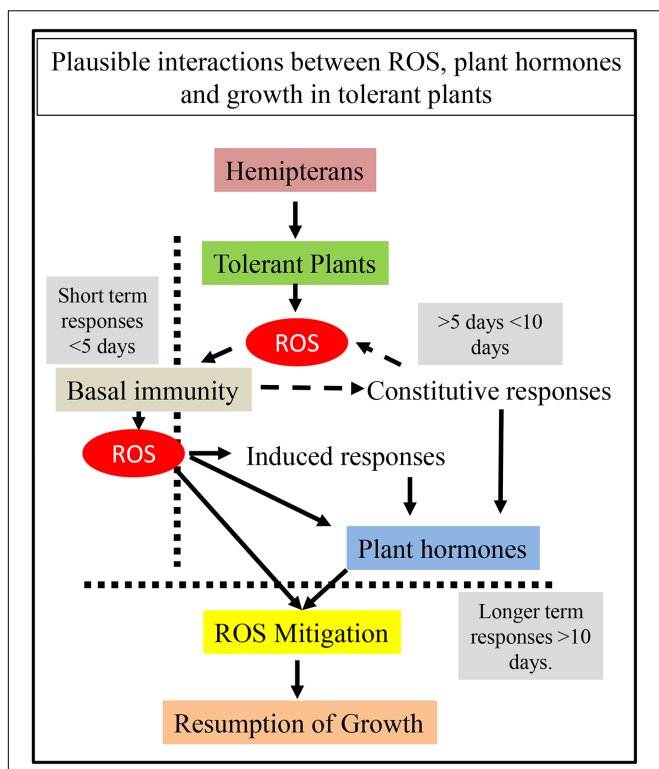 Plausible interactions between ROS, plant hormones
and growth in tolerant plants
Hemipterans
Tolerant Plants
Short term
responses
<5 days
ROS
>5 days <10
days
Basal immunity
Constitutive responses
ROS
Induced responses
Plant hormones
ROS Mitigation
Longer term
responses >10
days.
Resumption of Growth